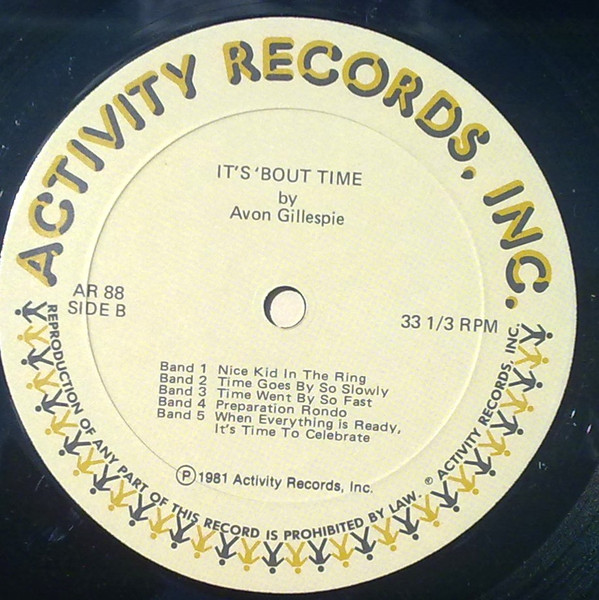 ACTIVITY RECORDS, INC.
IT'S 'BOUT TIME
by
Avon Gillespie
AR 88
SIDE B
33 1/3 RPM
Band 1 Nice Kid In The Ring
Band 2 Time Goes By So Slowly
Band 3 Time Went By So Fast
Band 4 Preparation Rondo
Band 5 When Everything is Ready,
It's Time To Celebrate
Ⓟ 1981 Activity Records, Inc.
REPRODUCTION OF ANY PART OF THIS RECORD IS PROHIBITED BY LAW. ℗ ACTIVITY RECORDS, INC.